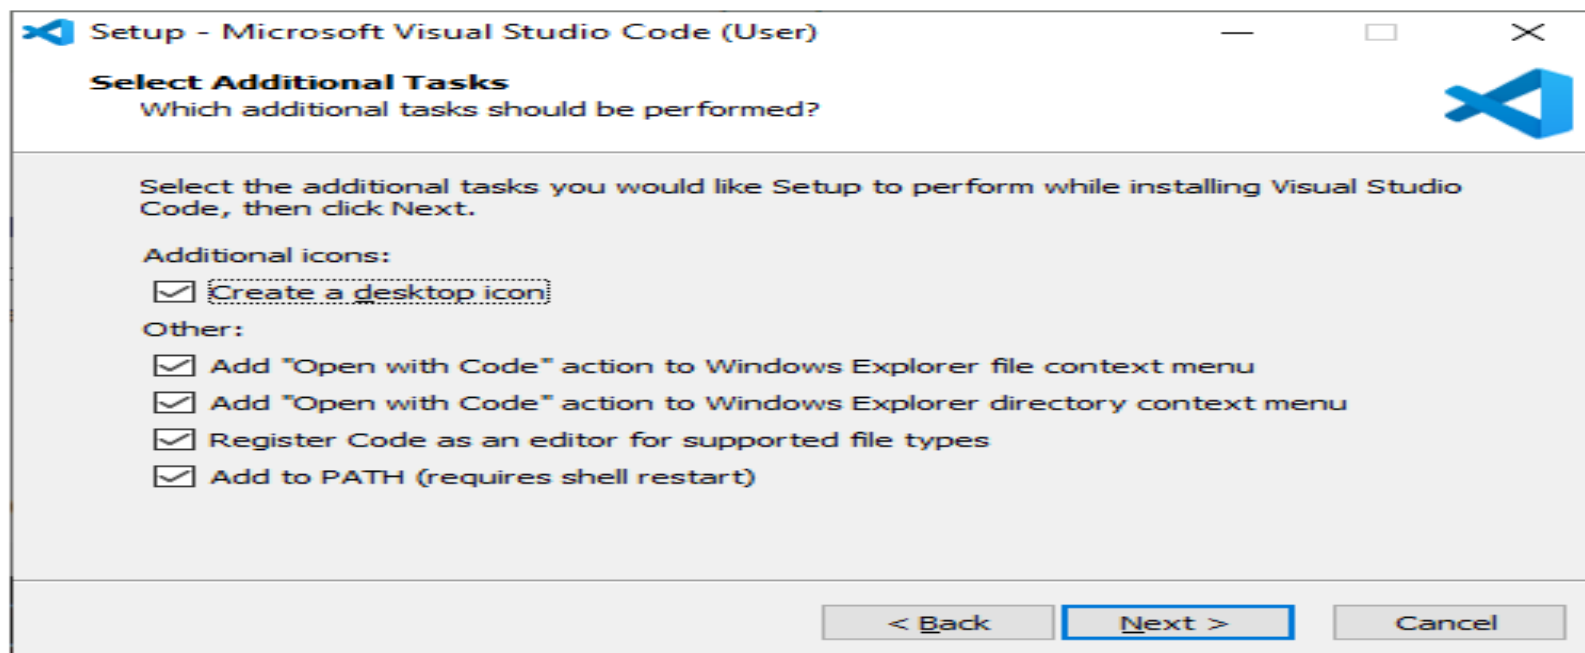 Setup - Microsoft Visual Studio Code (User)
Select Additional Tasks
Which additional tasks should be performed?
Select the additional tasks you would like Setup to perform while installing Visual Studio
Code, then click Next.
Additional icons:
Create a desktop icon
Other:
Add "Open with Code" action to Windows Explorer file context menu
Add "Open with Code" action to Windows Explorer directory context menu
Register Code as an editor for supported file types
Add to PATH (requires shell restart)
< Back Next > Cancel